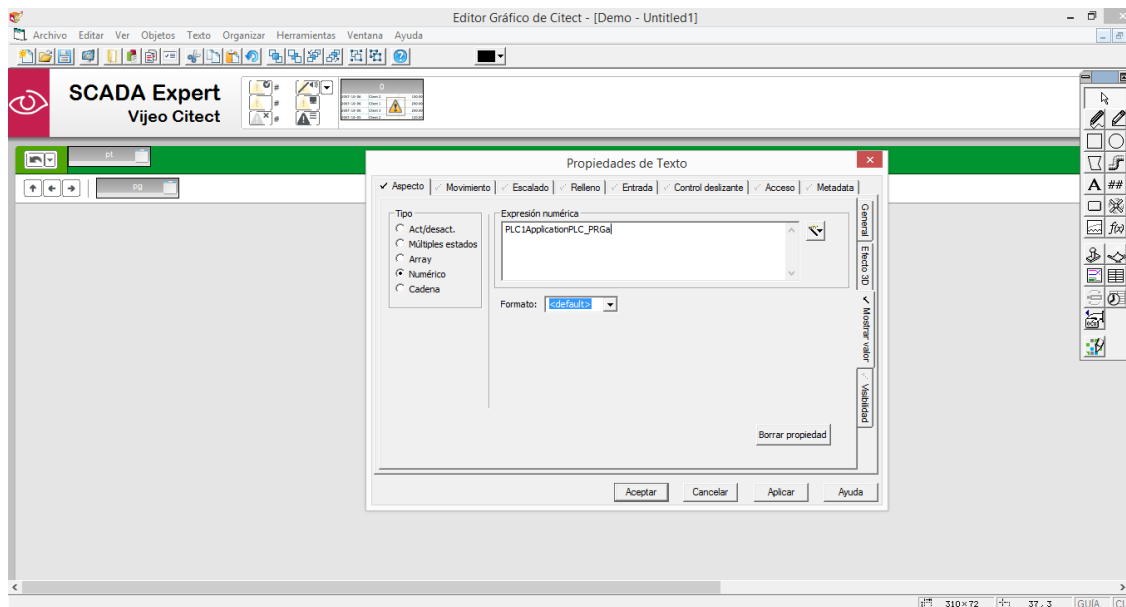 Editor Gráfico de Citect - [Demo - Untitled1]
Archivo Editar Ver Objetos Texto Organizar Herramientas Ventana Ayuda
SCADA Expert
Vijeo Citect
#
#
#
0
pt
pg
Propiedades de Texto
Aspecto Movimiento Escalado Relleno Entrada Control deslizante Acceso Metadata
Tipo
Act/desact.
Múltiples estados
Array
Numérico
Cadena
Expresión numérica
PLC1ApplicationPLC_PRGa
Formato: <default>
General
Efecto 3D
Mostrar valor
Visibilidad
Borrar propiedad
Aceptar Cancelar Aplicar Ayuda
A ##
f(x)
310×72 37,3 GUÍA